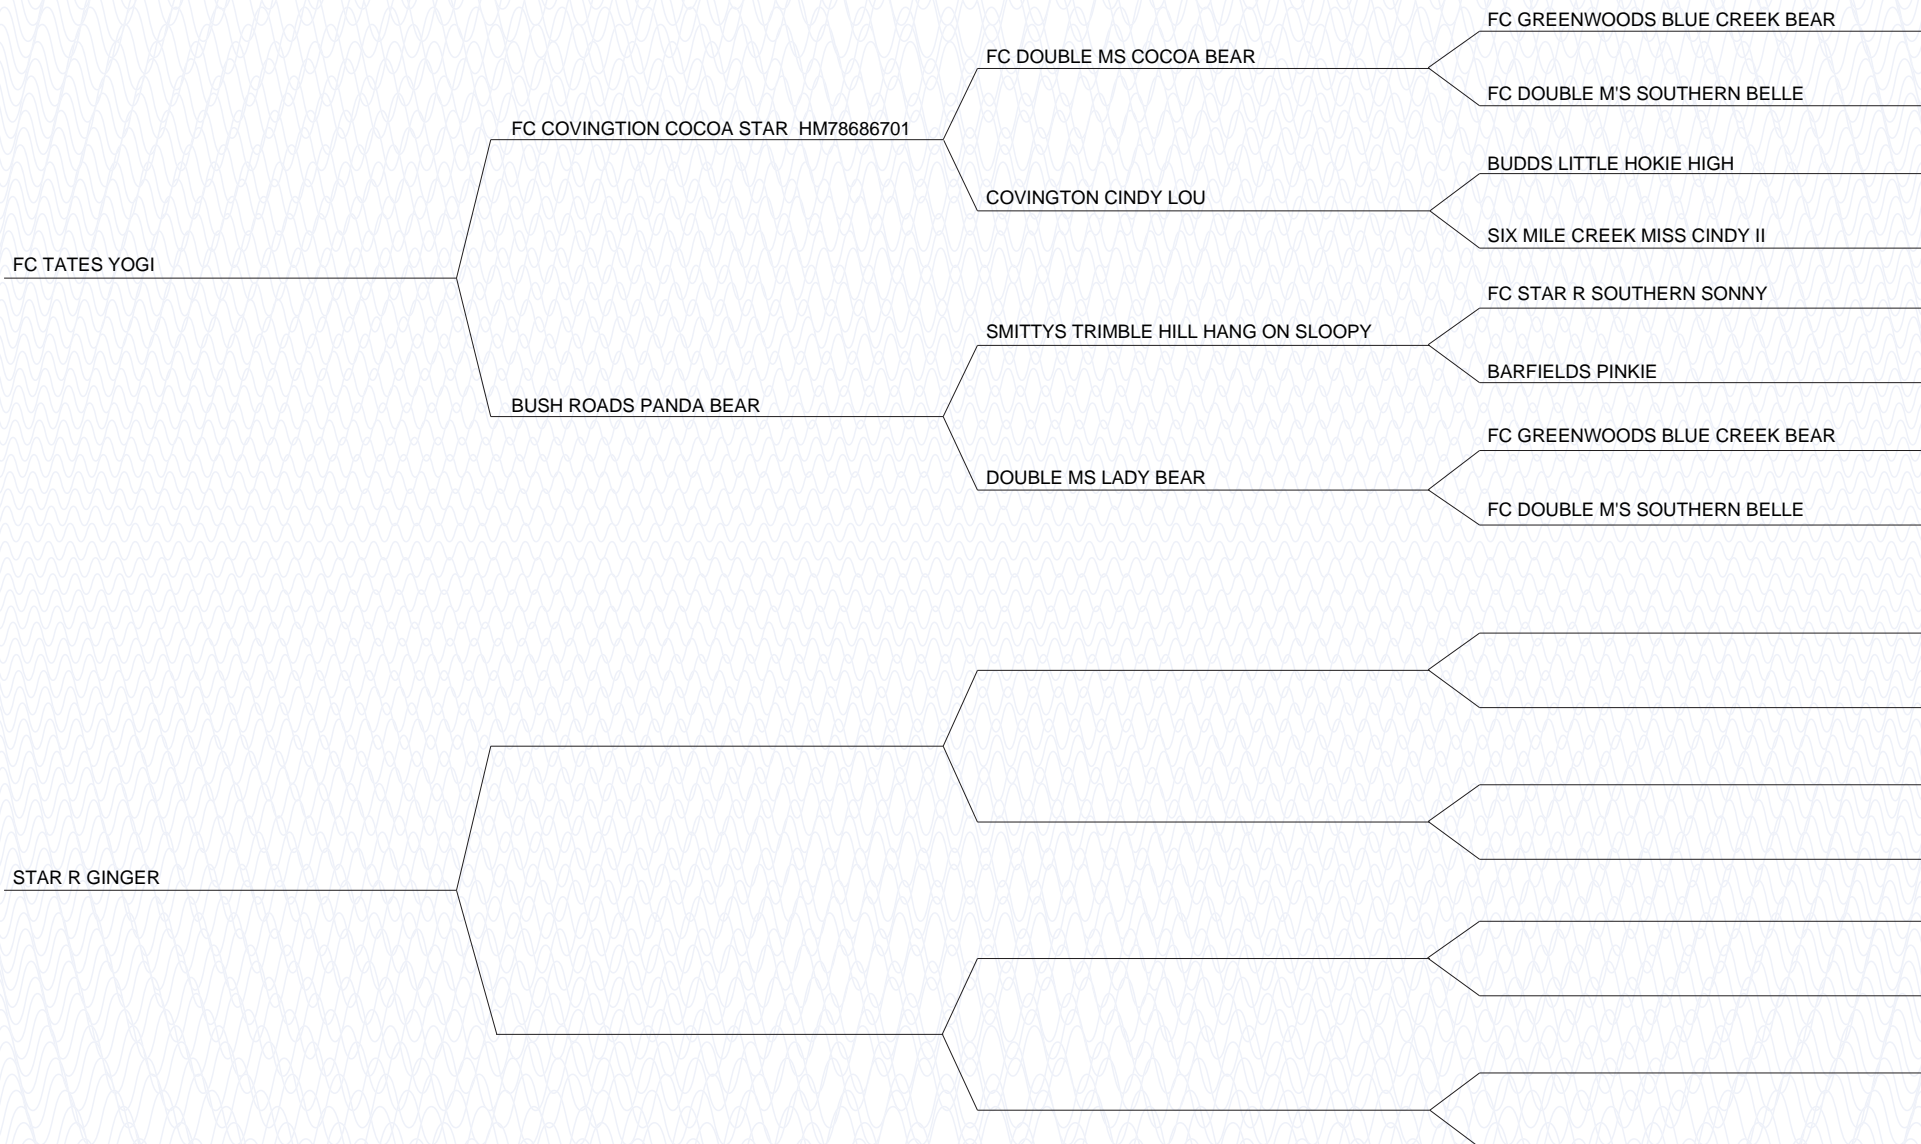 FC GREENWOODS BLUE CREEK BEAR
FC DOUBLE MS COCOA BEAR
FC DOUBLE M'S SOUTHERN BELLE
FC COVINGTION COCOA STAR  HM78686701
BUDDS LITTLE HOKIE HIGH
COVINGTON CINDY LOU
SIX MILE CREEK MISS CINDY II
FC TATES YOGI
FC STAR R SOUTHERN SONNY
SMITTYS TRIMBLE HILL HANG ON SLOOPY
BARFIELDS PINKIE
BUSH ROADS PANDA BEAR
FC GREENWOODS BLUE CREEK BEAR
DOUBLE MS LADY BEAR
FC DOUBLE M'S SOUTHERN BELLE
STAR R GINGER